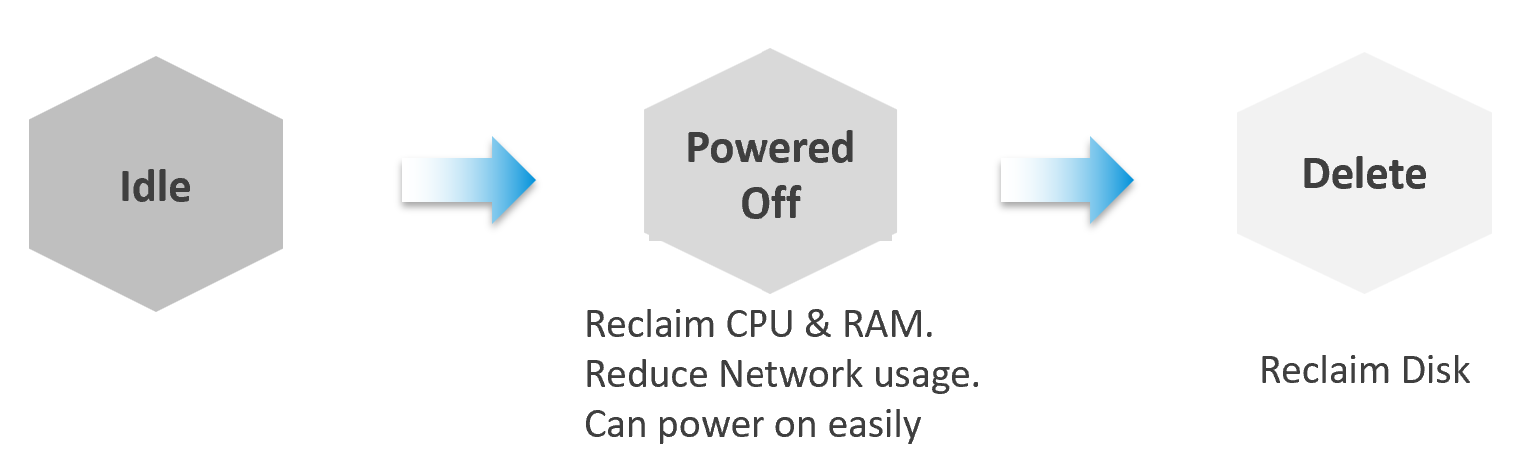 Idle
Powered
Off
Delete
Reclaim CPU & RAM.
Reduce Network usage.
Can power on easily
Reclaim Disk